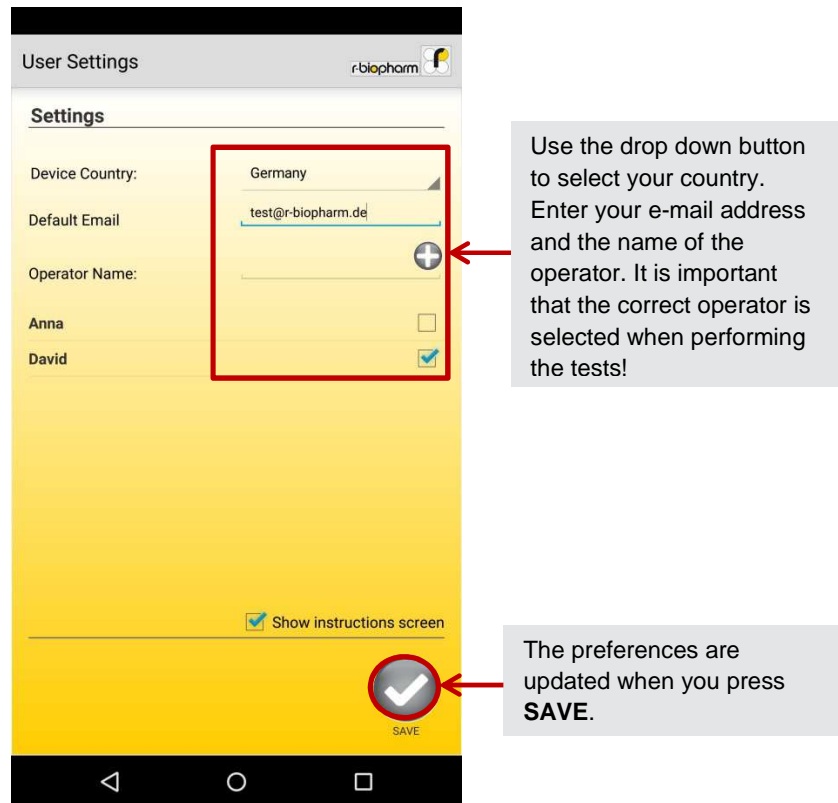 User Settings
r-biopharm
Settings
Device Country:
Germany
Default Email
test@r-biopharm.de
Operator Name:
Anna
David
Show instructions screen
SAVE
Use the drop down button
to select your country.
Enter your e-mail address
and the name of the
operator. It is important
that the correct operator is
selected when performing
the tests!
The preferences are
updated when you press
SAVE.